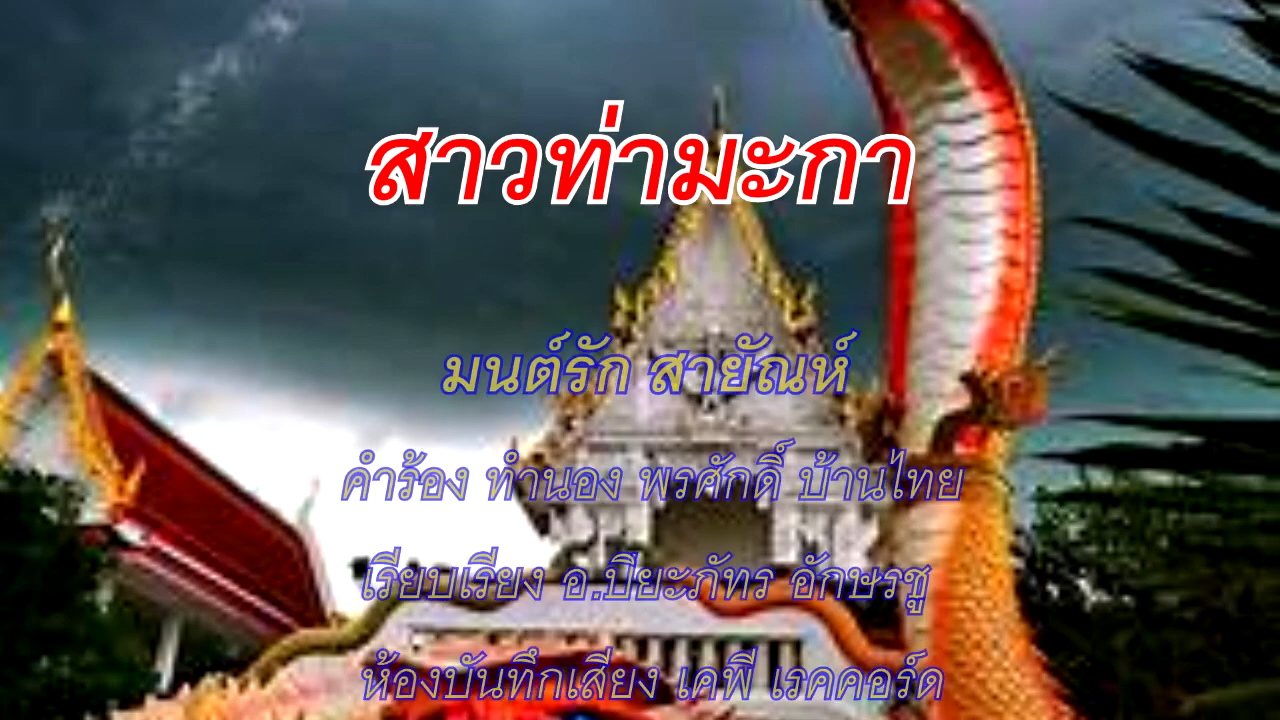 สาวท่ามะกา
มนต์รัก สายัณห์
คำร้อง ทำนอง พรศักดิ์ บ้านไทย
เรียบเรียง อ.ปิยะภัทร อักษรชู
ห้องบันทึกเสียง เคพี เรคคอร์ด